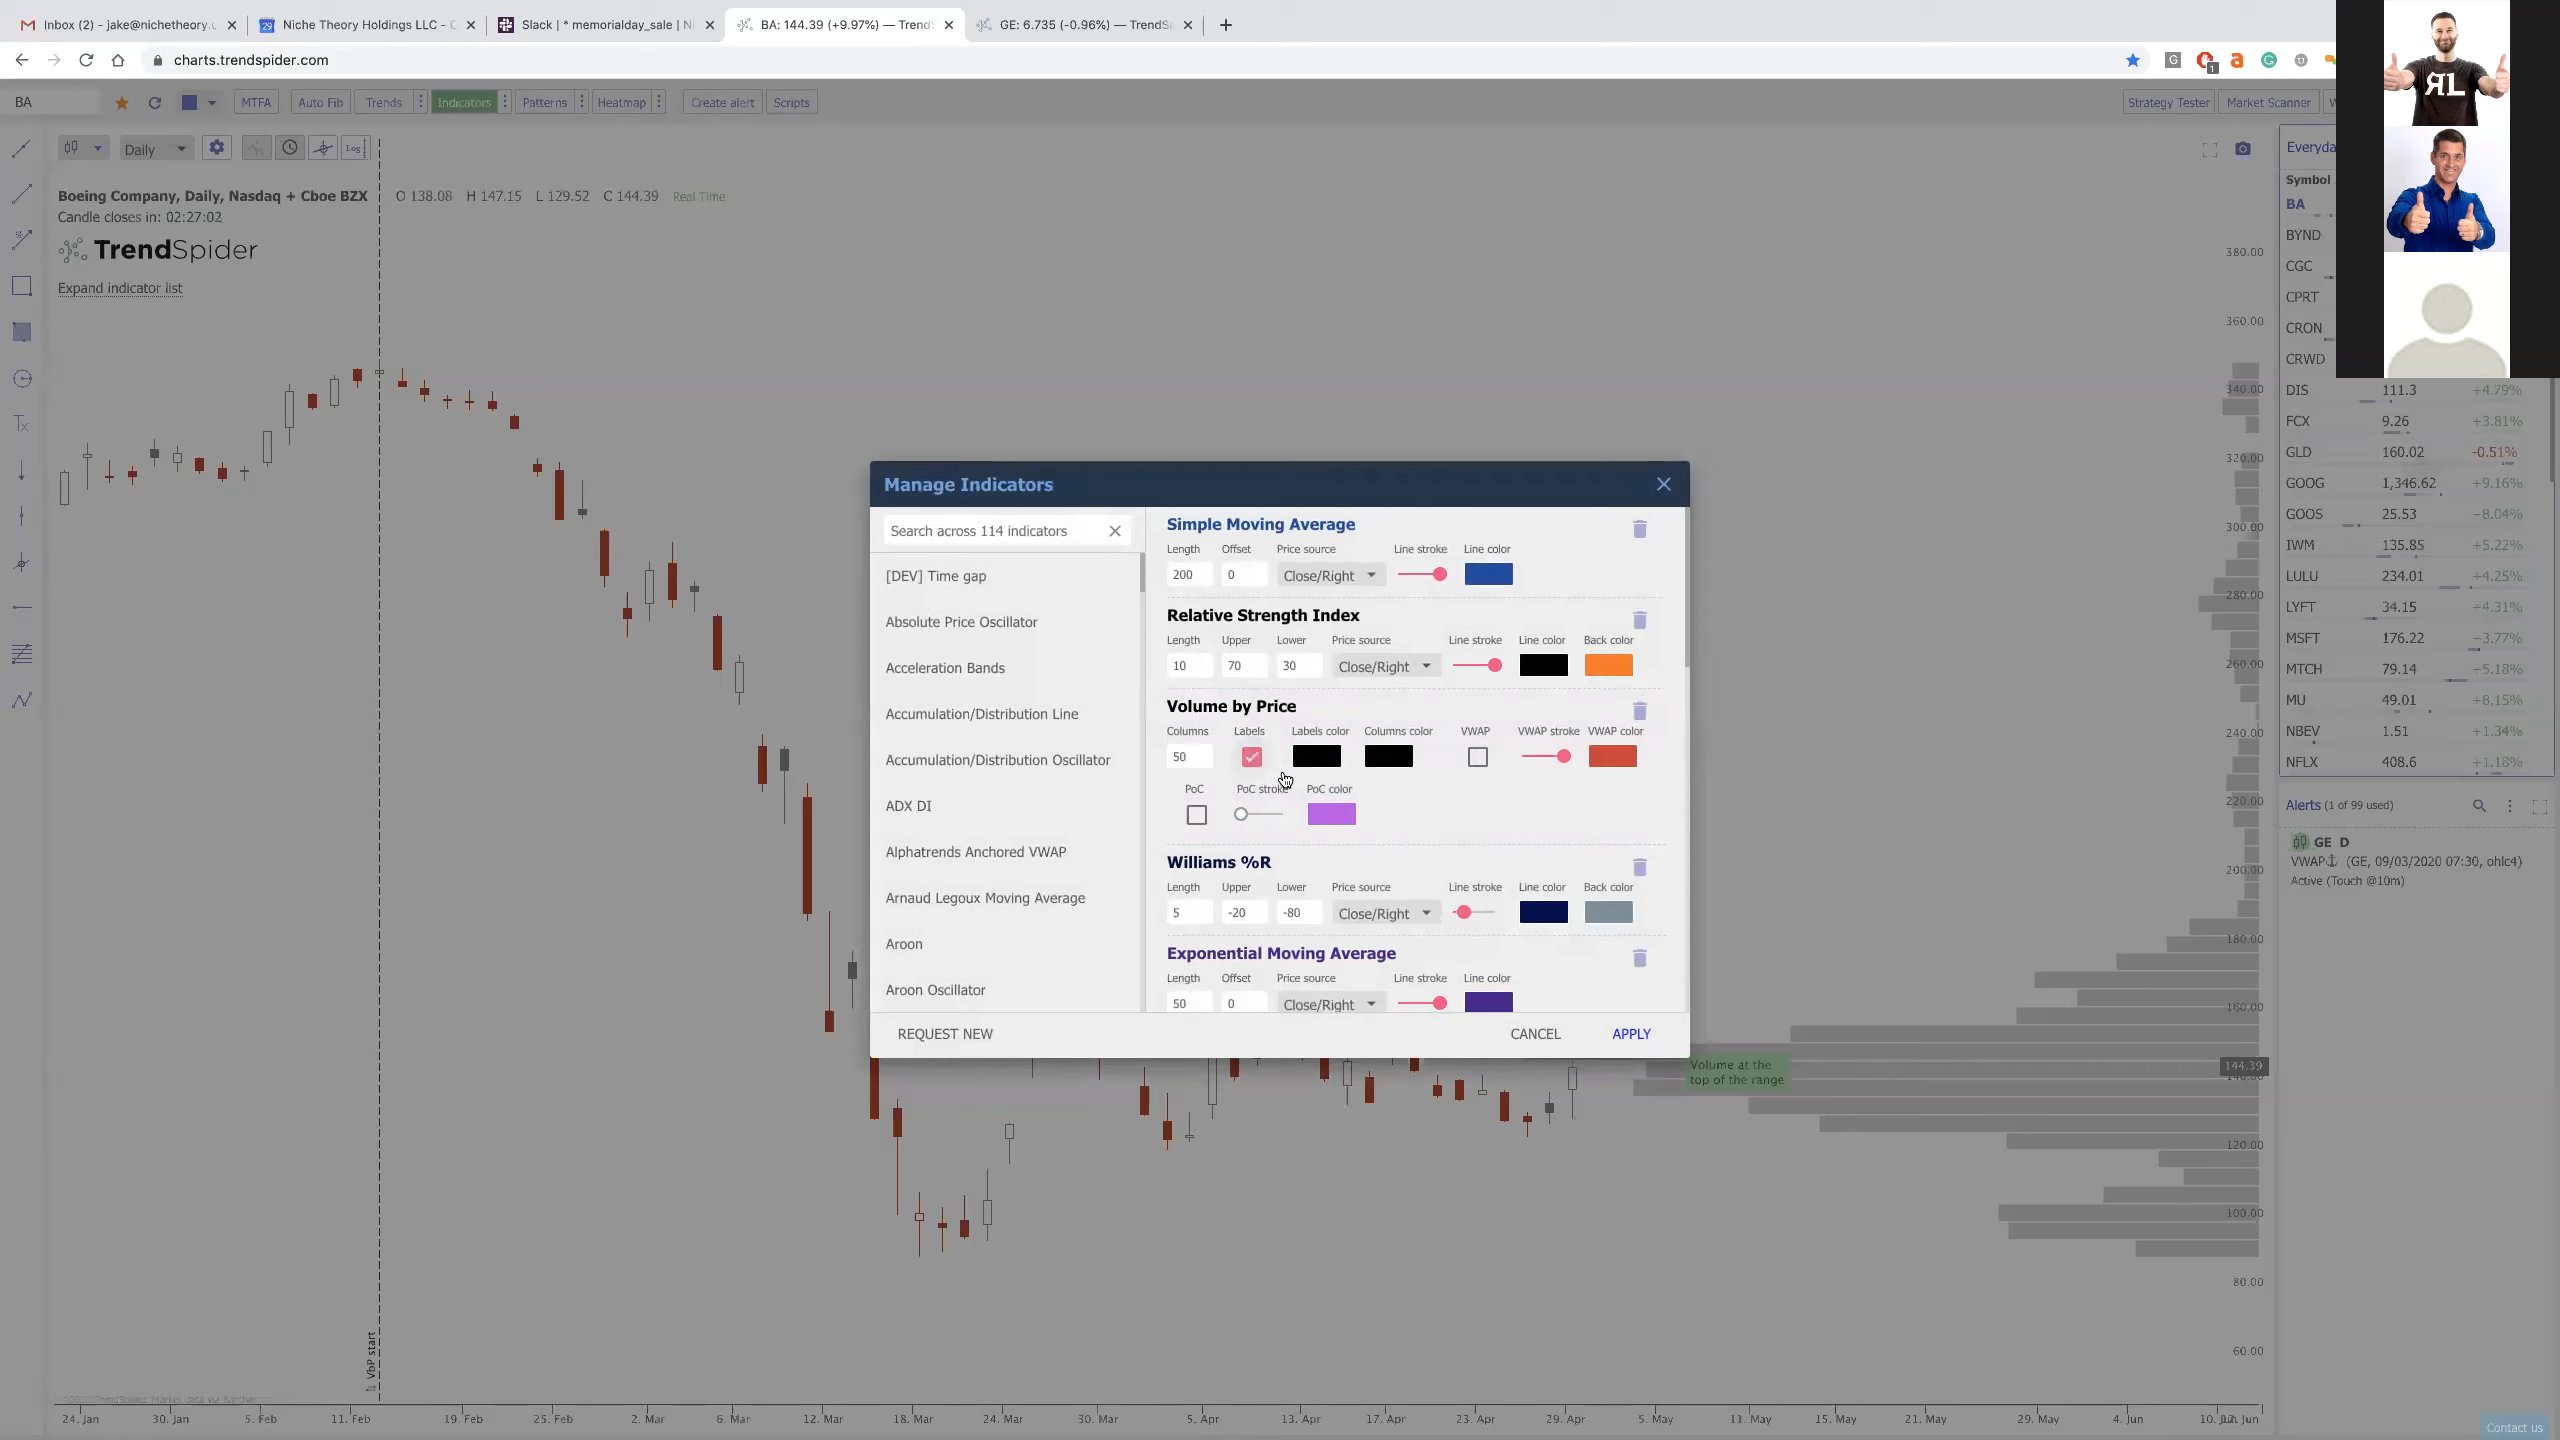 Inbox (2) - jake@nichetheory.c
Niche Theory Holdings LLC - C
Slack | * memorialday_sale | Ni
BA: 144.39 (+9.97%) — Trends
GE: 6.735 (-0.96%) — TrendSp
charts.trendspider.com
BA
MTFA
Auto Fib
Trends
Indicators
Patterns
Heatmap
Create alert
Scripts
Strategy Tester
Market Scanner
Daily
Log
Boeing Company, Daily, Nasdaq + Cboe BZX
O 138.08 H 147.15 L 129.52 C 144.39 Real Time
Candle closes in: 02:27:02
TrendSpider
Expand indicator list
Manage Indicators
Search across 114 indicators
[DEV] Time gap
Absolute Price Oscillator
Acceleration Bands
Accumulation/Distribution Line
Accumulation/Distribution Oscillator
ADX DI
Alphatrends Anchored VWAP
Arnaud Legoux Moving Average
Aroon
Aroon Oscillator
Simple Moving Average
Length Offset Price source Line stroke Line color
200 0 Close/Right
Relative Strength Index
Length Upper Lower Price source Line stroke Line color Back color
10 70 30 Close/Right
Volume by Price
Columns Labels Labels color Columns color VWAP VWAP stroke VWAP color
50
PoC PoC stroke PoC color
Williams %R
Length Upper Lower Price source Line stroke Line color Back color
5 -20 -80 Close/Right
Exponential Moving Average
Length Offset Price source Line stroke Line color
50 0 Close/Right
REQUEST NEW
CANCEL
APPLY
Volume at the
top of the range
380.00
360.00
340.00
320.00
300.00
280.00
260.00
240.00
220.00
200.00
180.00
160.00
144.39
120.00
100.00
80.00
60.00
VbP start
24. Jan 30. Jan 5. Feb 11. Feb 19. Feb 25. Feb 2. Mar 6. Mar 12. Mar 18. Mar 24. Mar 30. Mar 5. Apr 13. Apr 17. Apr 23. Apr 29. Apr 5. May 11. May 15. May 21. May 29. May 4. Jun
Everyda
Symbol
BA
BYND
CGC
CPRT
CRON
CRWD
DIS 111.3 +4.79%
FCX 9.26 +3.81%
GLD 160.02 -0.51%
GOOG 1,346.62 +9.16%
GOOS 25.53 +8.04%
IWM 135.85 +5.22%
LULU 234.01 +4.25%
LYFT 34.15 +4.31%
MSFT 176.22 +3.77%
MTCH 79.14 +5.18%
MU 49.01 +8.15%
NBEV 1.51 +1.34%
NFLX 408.6 +1.18%
Alerts (1 of 99 used)
GE D
VWAP (GE, 09/03/2020 07:30, ohlc4)
Active (Touch @10m)
Contact us